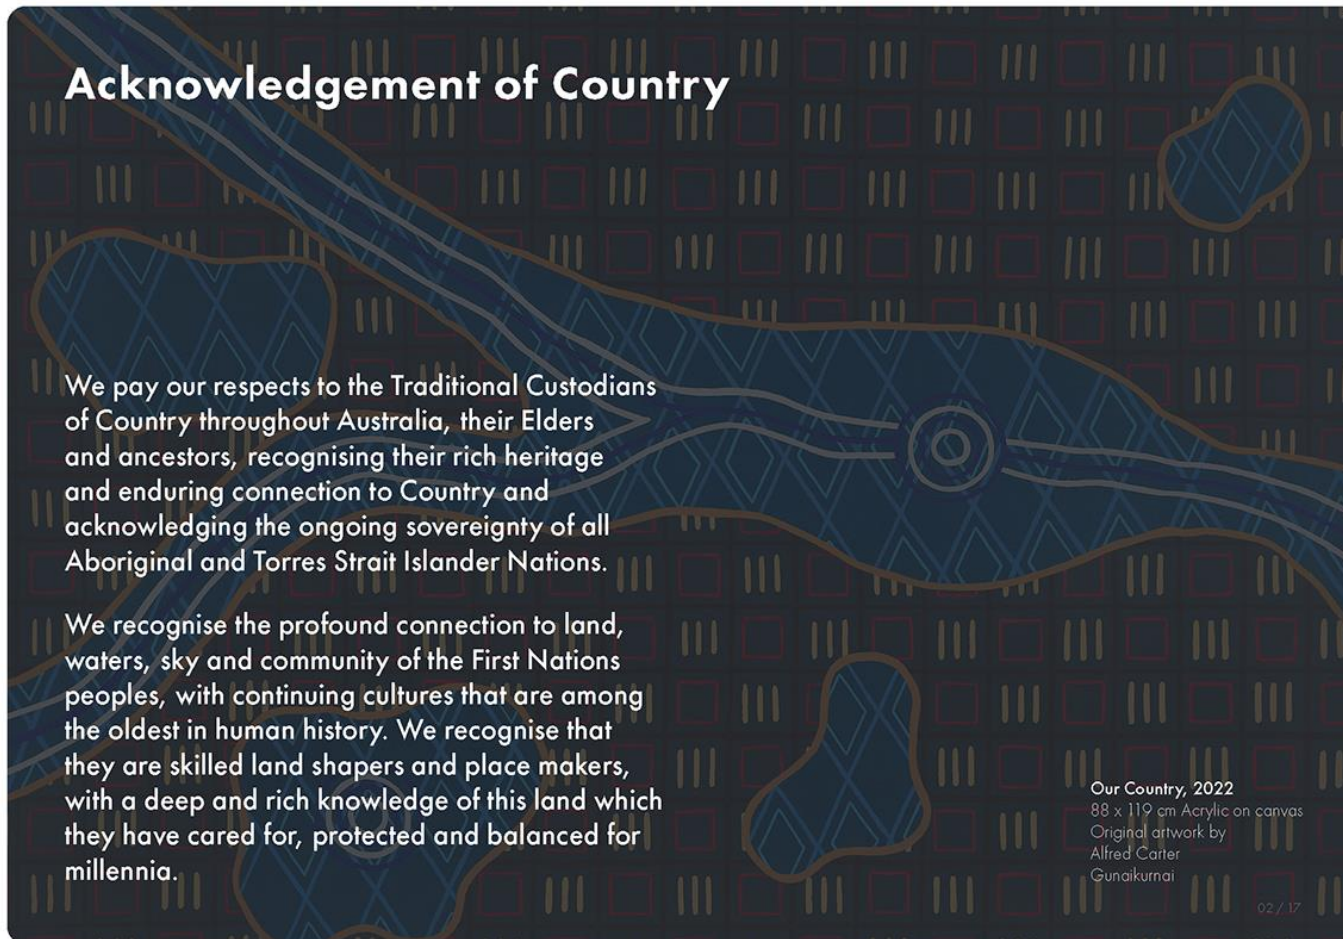 Acknowledgement of Country
We pay our respects to the Traditional Custodians
of Country throughout Australia, their Elders
and ancestors, recognising their rich heritage
and enduring connection to Country and
acknowledging the ongoing sovereignty of all
Aboriginal and Torres Strait Islander Nations.
We recognise the profound connection to land,
waters, sky and community of the First Nations
peoples, with continuing cultures that are among
the oldest in human history. We recognise that
they are skilled land shapers and place makers,
with a deep and rich knowledge of this land which
they have cared for, protected and balanced for
millennia.
Our Country, 2022
88 x 119 cm Acrylic on canvas
Original artwork by
Alfred Carter
Gunaikurnai
02 / 17